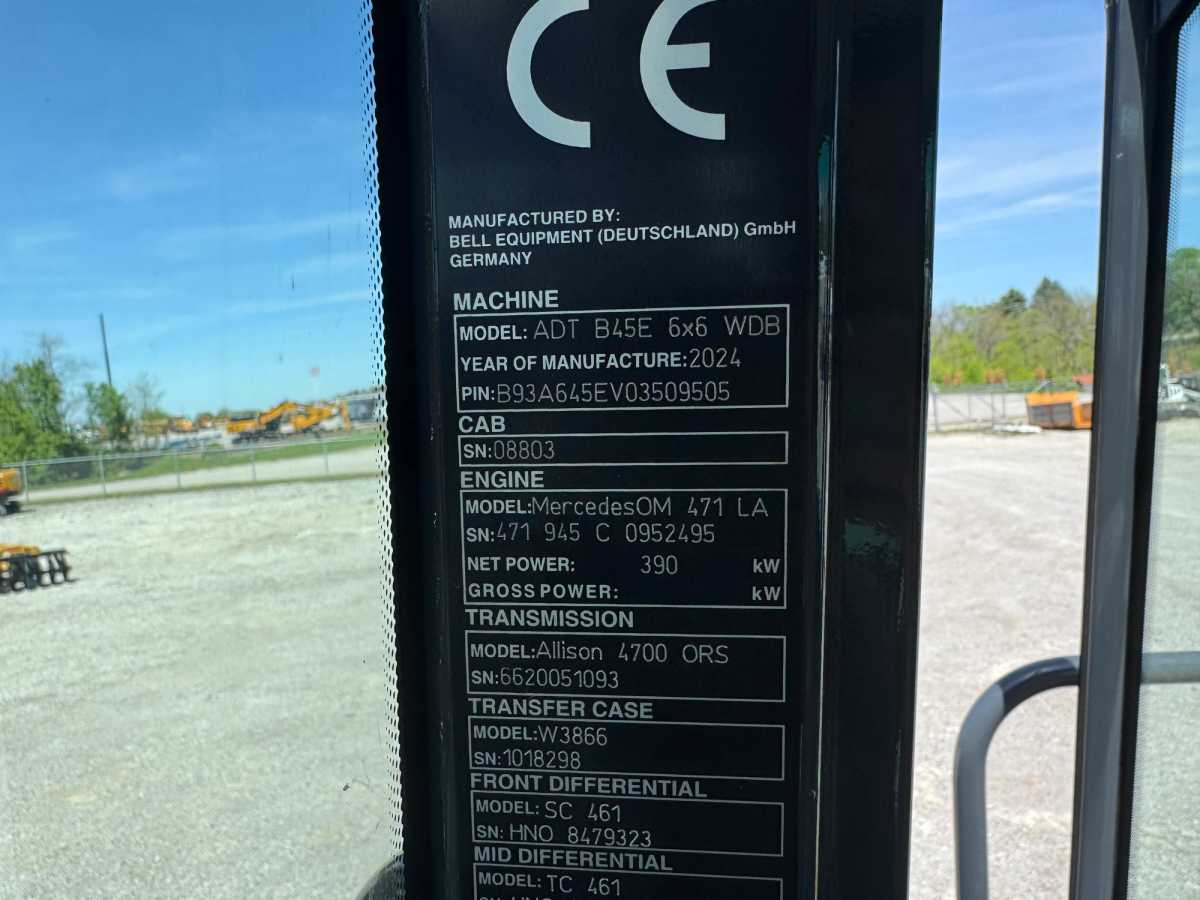 CE
MANUFACTURED BY:
BELL EQUIPMENT (DEUTSCHLAND) GmbH
GERMANY
MACHINE
MODEL: ADT B45E 6x6 WDB
YEAR OF MANUFACTURE: 2024
PIN: B93A645EV03509505
CAB
SN: 08803
ENGINE
MODEL: MercedesOM 471 LA
SN: 471 945 C 0952495
NET POWER: 390 kW
GROSS POWER: kW
TRANSMISSION
MODEL: Allison 4700 ORS
SN: 6620051093
TRANSFER CASE
MODEL: W3866
SN: 1018298
FRONT DIFFERENTIAL
MODEL: SC 461
SN: HNO 8479323
MID DIFFERENTIAL
MODEL: TC 461